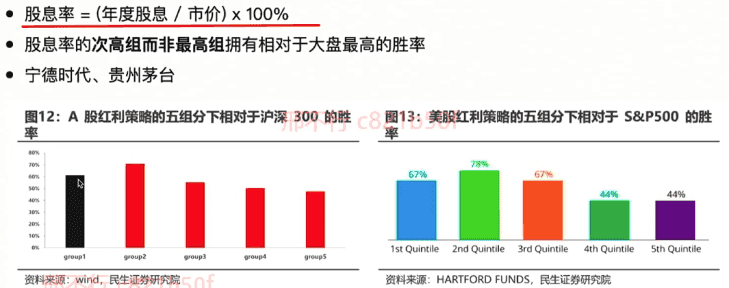 股息率 = (年度股息 / 市价) x 100%
股息率的次高组而非最高组拥有相对于大盘最高的胜率
宁德时代、贵州茅台
图12：A 股红利策略的五组分下相对于沪深 300 的胜率
80%
70%
60%
50%
40%
30%
20%
10%
0%
group1 group2 group3 group4 group5
资料来源：wind，民生证券研究院
图13：美股红利策略的五组分下相对于 S&P500 的胜率
67% 78% 67% 44% 44%
1st Quintile 2nd Quintile 3rd Quintile 4th Quintile 5th Quintile
资料来源：HARTFORD FUNDS，民生证券研究院